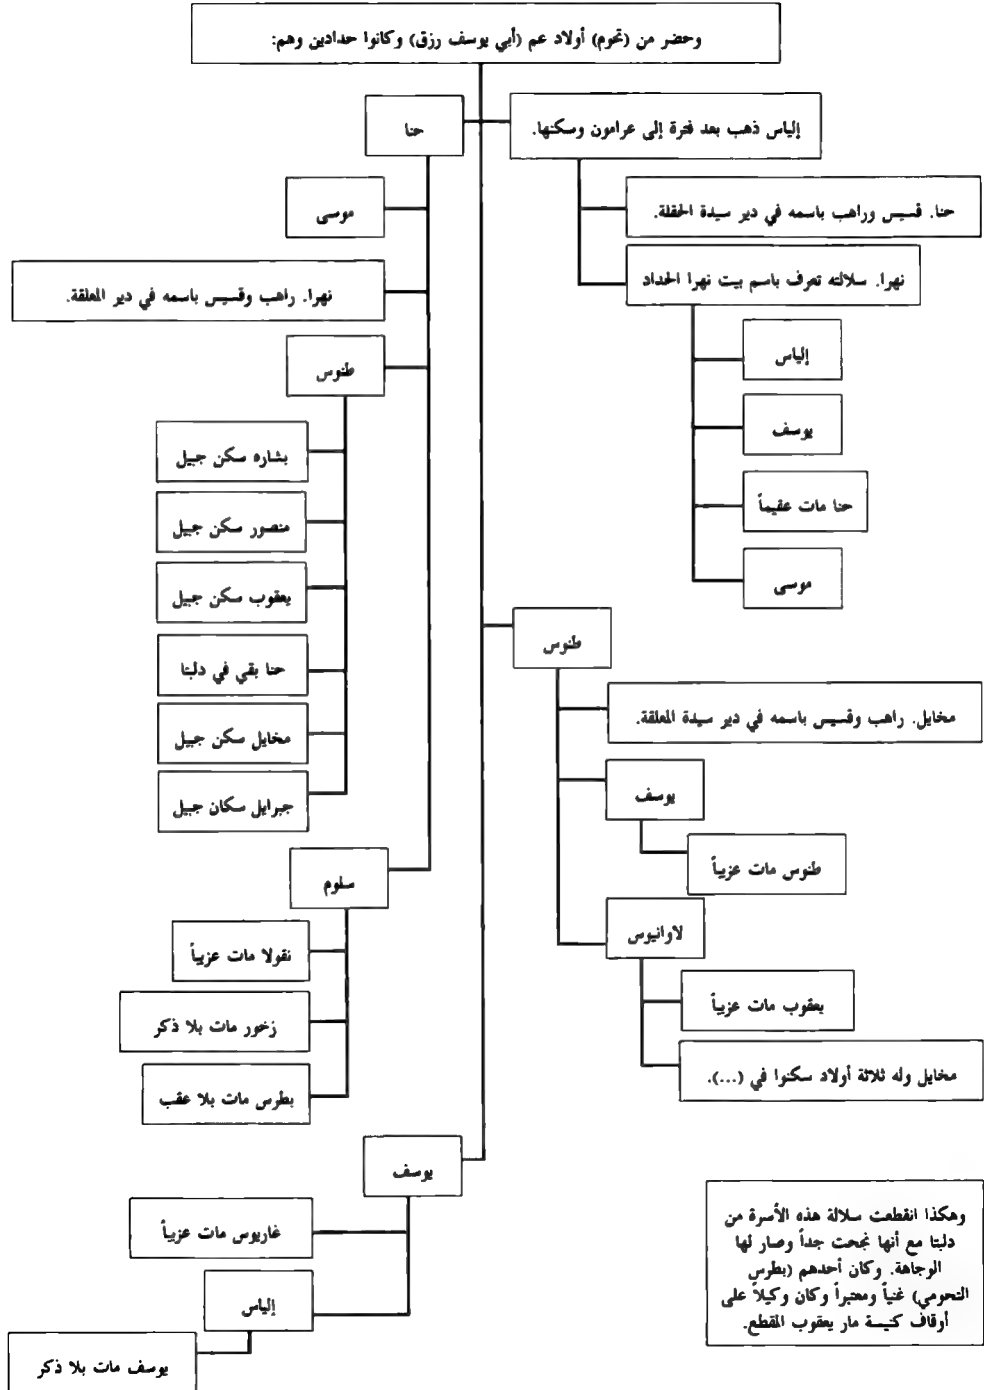 وحضر من (تحوم) أولاد عم (أبي يوسف رزق) وكانوا حدادين وهم:
إلياس ذهب بعد فترة إلى عرامون وسكنها.
حنا. قسيس وراهب باسمه في دير سيدة الحقلة.
نهرا. سلالته تعرف باسم بيت نهرا الحداد
إلياس
يوسف
حنا مات عقيماً
موسى
حنا
موسى
نهرا. راهب وقسيس باسمه في دير المعلقة.
طنوس
بشاره سكن جبيل
منصور سكن جبيل
يعقوب سكن جبيل
حنا بقي في دلبتا
مخايل سكن جبيل
جبرايل سكان جبيل
سلوم
نقولا مات عزيباً
زخور مات بلا ذكر
بطرس مات بلا عقب
طنوس
مخايل. راهب وقسيس باسمه في دير سيدة المعلقة.
يوسف
طنوس مات عزيباً
لاوانيوس
يعقوب مات عزيباً
مخايل وله ثلاثة أولاد سكنوا في (...).
يوسف
غاريوس مات عزيباً
إلياس
يوسف مات بلا ذكر
وهكذا انقطعت سلالة هذه الأسرة من
دلبتا مع أنها نجحت جداً وصار لها
الوجاهة. وكان أحدهم (بطرس
التحومي) غنياً ومعتبراً وكان وكيلاً على
أوقاف كنيسة مار يعقوب المقطع.